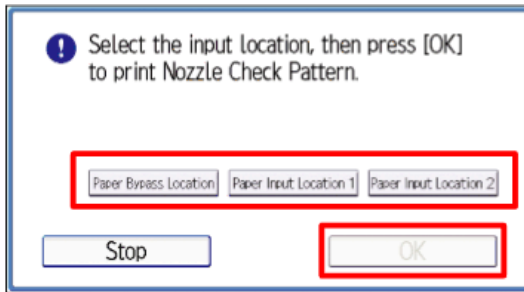 Select the input location, then press [OK]
to print Nozzle Check Pattern.
Paper Bypass Location Paper Input Location 1 Paper Input Location 2
Stop OK